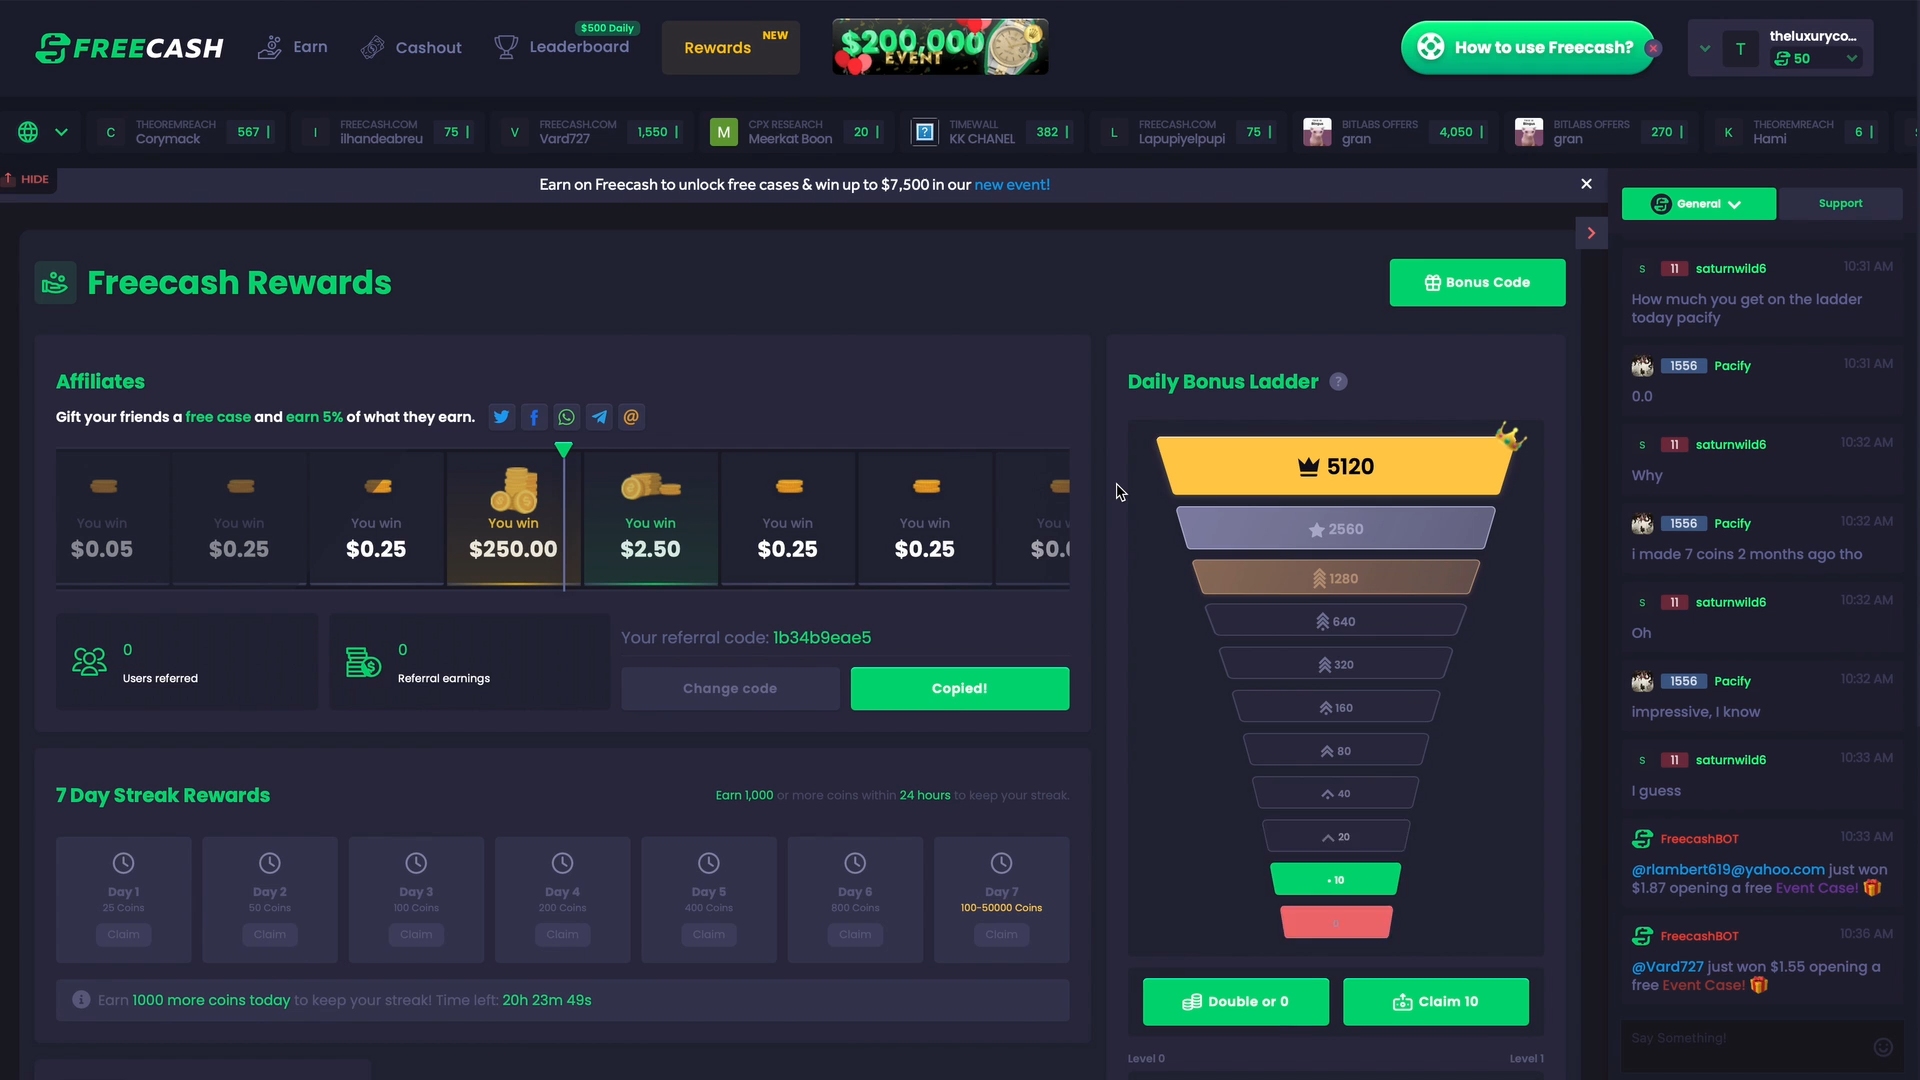 FREECASH
Earn
Cashout
$500 Daily
Leaderboard
Rewards
NEW
$200,000
EVENT
How to use Freecash?
T
theluxuryco...
50
C
THEOREMREACH
Corymack
567
I
FREECASH.COM
ilhandeabreu
75
V
FREECASH.COM
Vard727
1,550
M
CPX RESEARCH
Meerkat Boon
20
TIMEWALL
KK CHANEL
382
L
FREECASH.COM
Lapupiyelpupi
75
BITLABS OFFERS
gran
4,050
BITLABS OFFERS
gran
270
K
THEOREMREACH
Hami
6
HIDE
Earn on Freecash to unlock free cases & win up to $7,500 in our new event!
Freecash Rewards
Bonus Code
Affiliates
Gift your friends a free case and earn 5% of what they earn.
You win
$0.05
You win
$0.25
You win
$0.25
You win
$250.00
You win
$2.50
You win
$0.25
You win
$0.25
You w
0
Users referred
0
Referral earnings
Your referral code: 1b34b9eae5
Change code
Copied!
7 Day Streak Rewards
Earn 1,000 or more coins within 24 hours to keep your streak.
Day 1
25 Coins
Claim
Day 2
50 Coins
Claim
Day 3
100 Coins
Claim
Day 4
200 Coins
Claim
Day 5
400 Coins
Claim
Day 6
800 Coins
Claim
Day 7
100-50000 Coins
Claim
Earn 1000 more coins today to keep your streak! Time left: 20h 23m 49s
Daily Bonus Ladder ?
5120
2560
1280
640
320
160
80
40
20
10
0
Double or 0
Claim 10
Level 0
Level 1
General
Support
S 11 saturnwild6 10:31 AM
How much you get on the ladder
today pacify
1556 Pacify 10:31 AM
0.0
S 11 saturnwild6 10:32 AM
Why
1556 Pacify 10:32 AM
i made 7 coins 2 months ago tho
S 11 saturnwild6 10:32 AM
Oh
1556 Pacify 10:32 AM
impressive, I know
S 11 saturnwild6 10:33 AM
I guess
FreecashBOT 10:33 AM
@rlambert619@yahoo.com just won
$1.87 opening a free Event Case!
FreecashBOT 10:36 AM
@Vard727 just won $1.55 opening a
free Event Case!
Say Something!